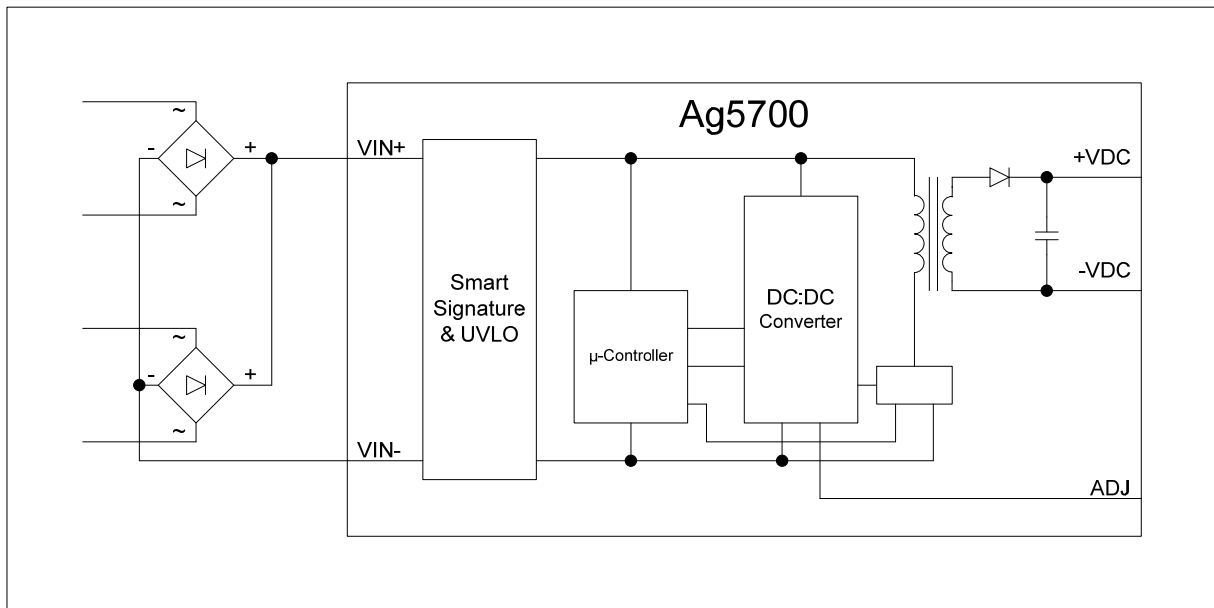 Ag5700
~
-
+
~
VIN+
+VDC
-VDC
Smart
Signature
& UVLO
DC:DC
Converter
µ-Controller
~
-
+
~
VIN-
ADJ